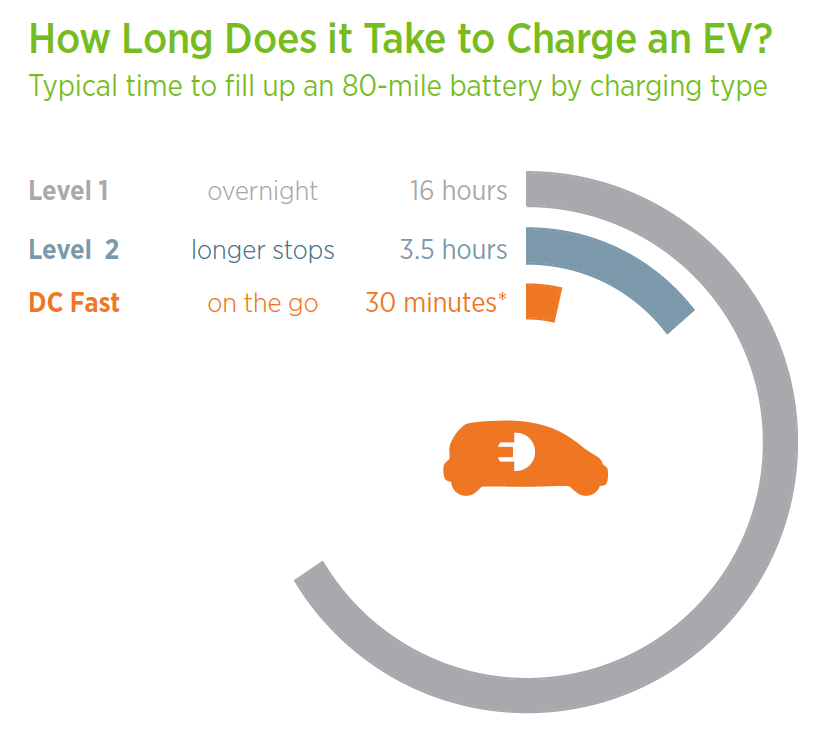 How Long Does it Take to Charge an EV?
Typical time to fill up an 80-mile battery by charging type
Level 1 overnight 16 hours
Level 2 longer stops 3.5 hours
DC Fast on the go 30 minutes*